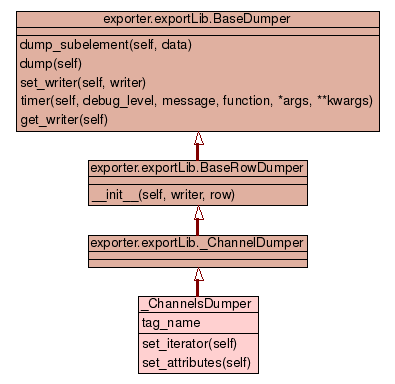 exporter.exportLib.BaseDumper
dump_subelement(self, data)
dump(self)
set_writer(self, writer)
timer(self, debug_level, message, function, *args, **kwargs)
get_writer(self)
exporter.exportLib.BaseRowDumper
__init__(self, writer, row)
exporter.exportLib._ChannelDumper
_ChannelsDumper
tag_name
set_iterator(self)
set_attributes(self)